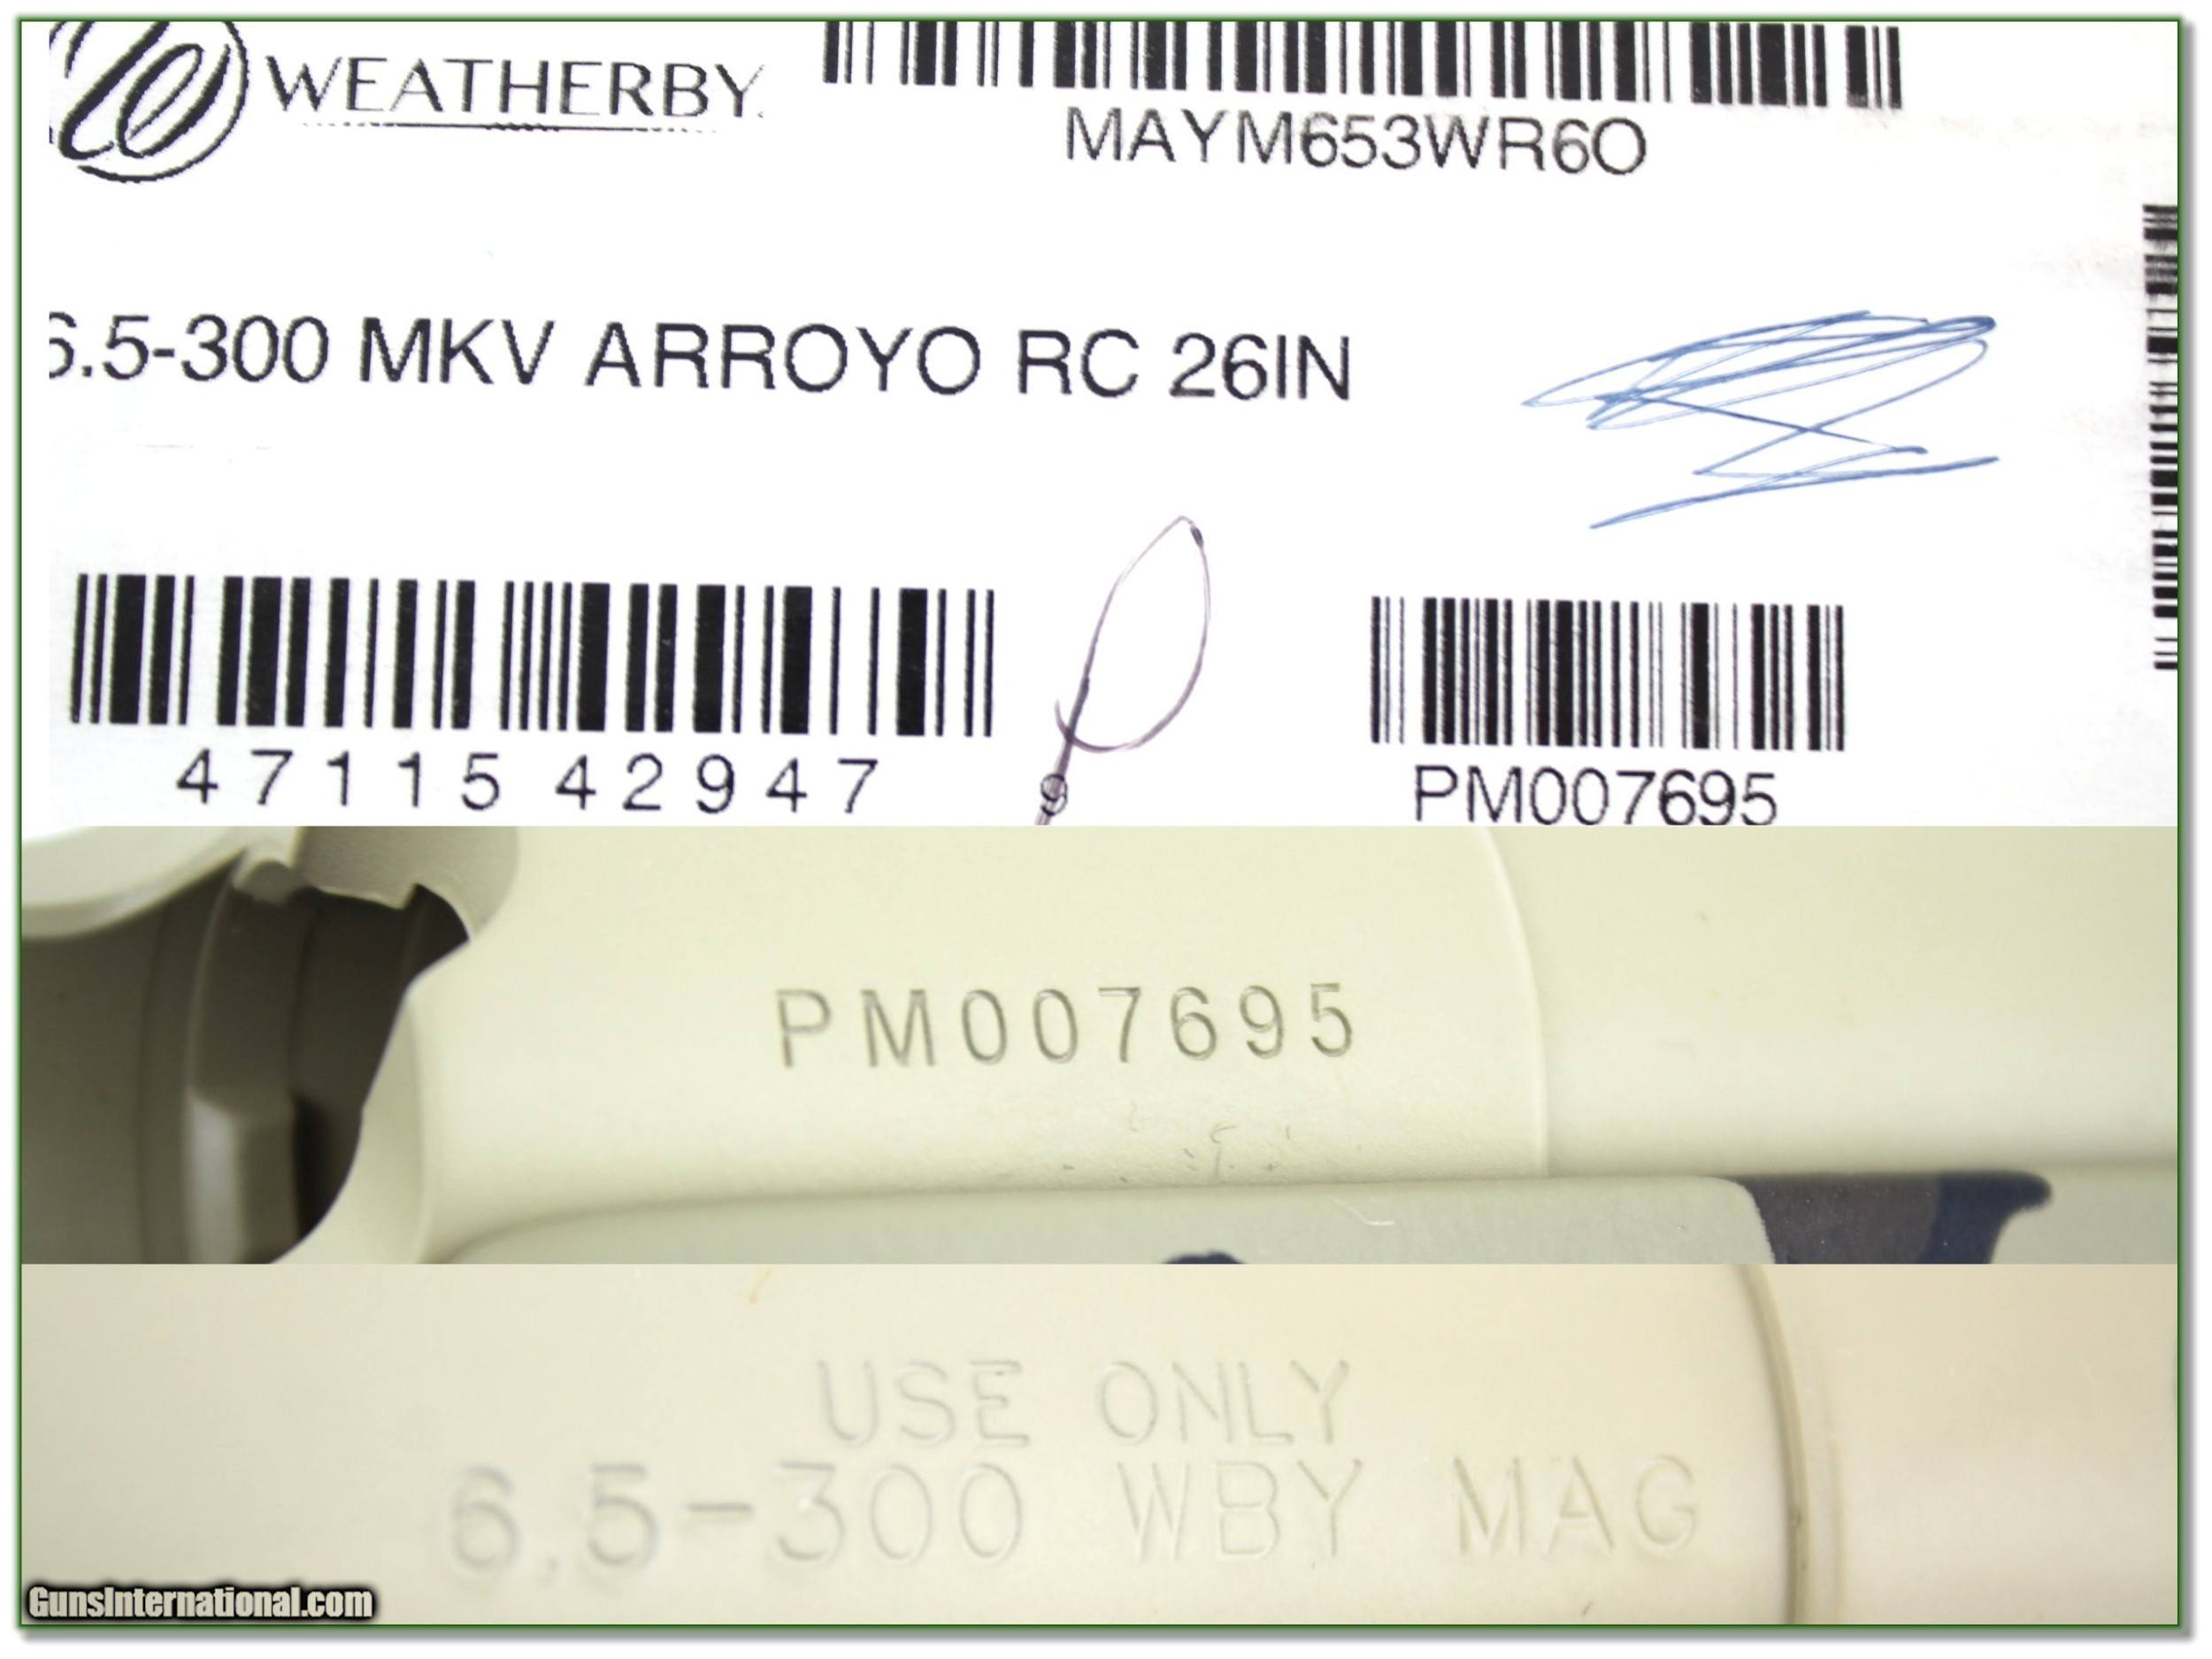 WEATHERBY
MAYM653WR6O
6.5-300 MKV ARROYO RC 26IN
47115 42947 9
PM007695
PM007695
USE ONLY
6.5-300 WBY MAG
GunsInternational.com